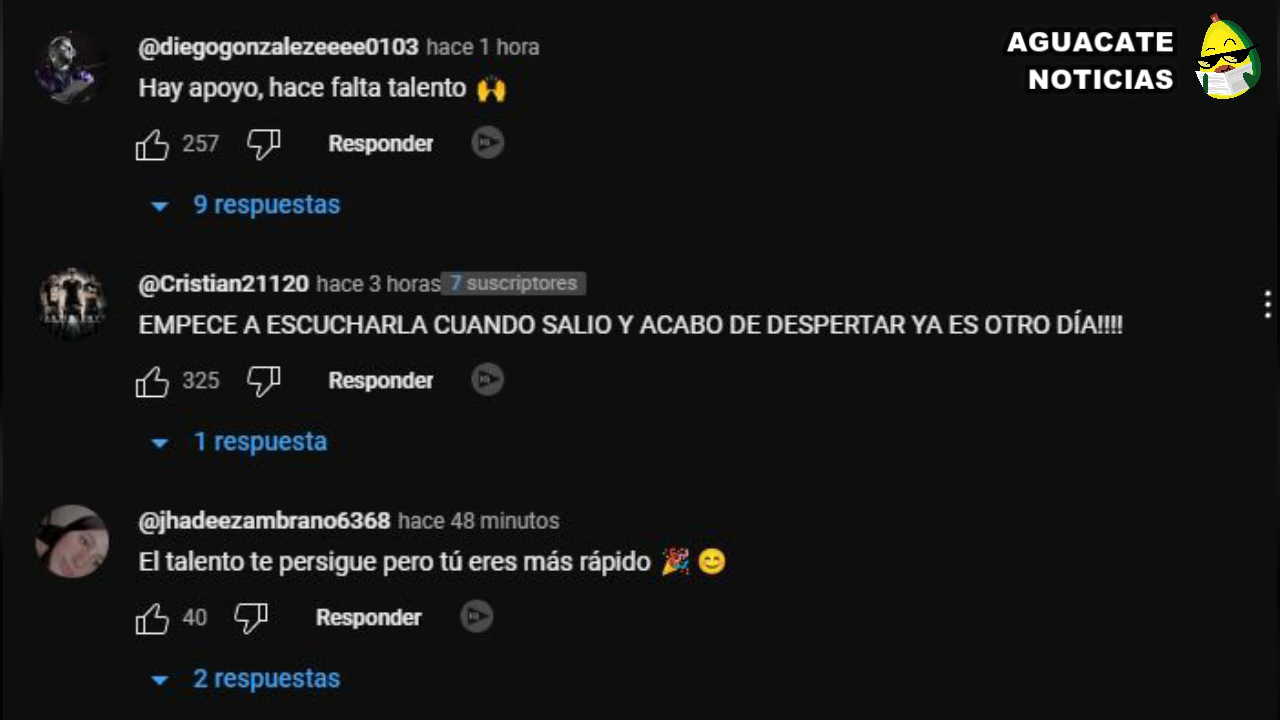 AGUACATE
NOTICIAS
@diegogonzalezeeee0103 hace 1 hora
Hay apoyo, hace falta talento 🙌
257 Responder
9 respuestas
@Cristian21120 hace 3 horas 7 suscriptores
EMPECE A ESCUCHARLA CUANDO SALIO Y ACABO DE DESPERTAR YA ES OTRO DÍA!!!!
325 Responder
1 respuesta
@jhadeezambrano6368 hace 48 minutos
El talento te persigue pero tú eres más rápido 🎉 😊
40 Responder
2 respuestas